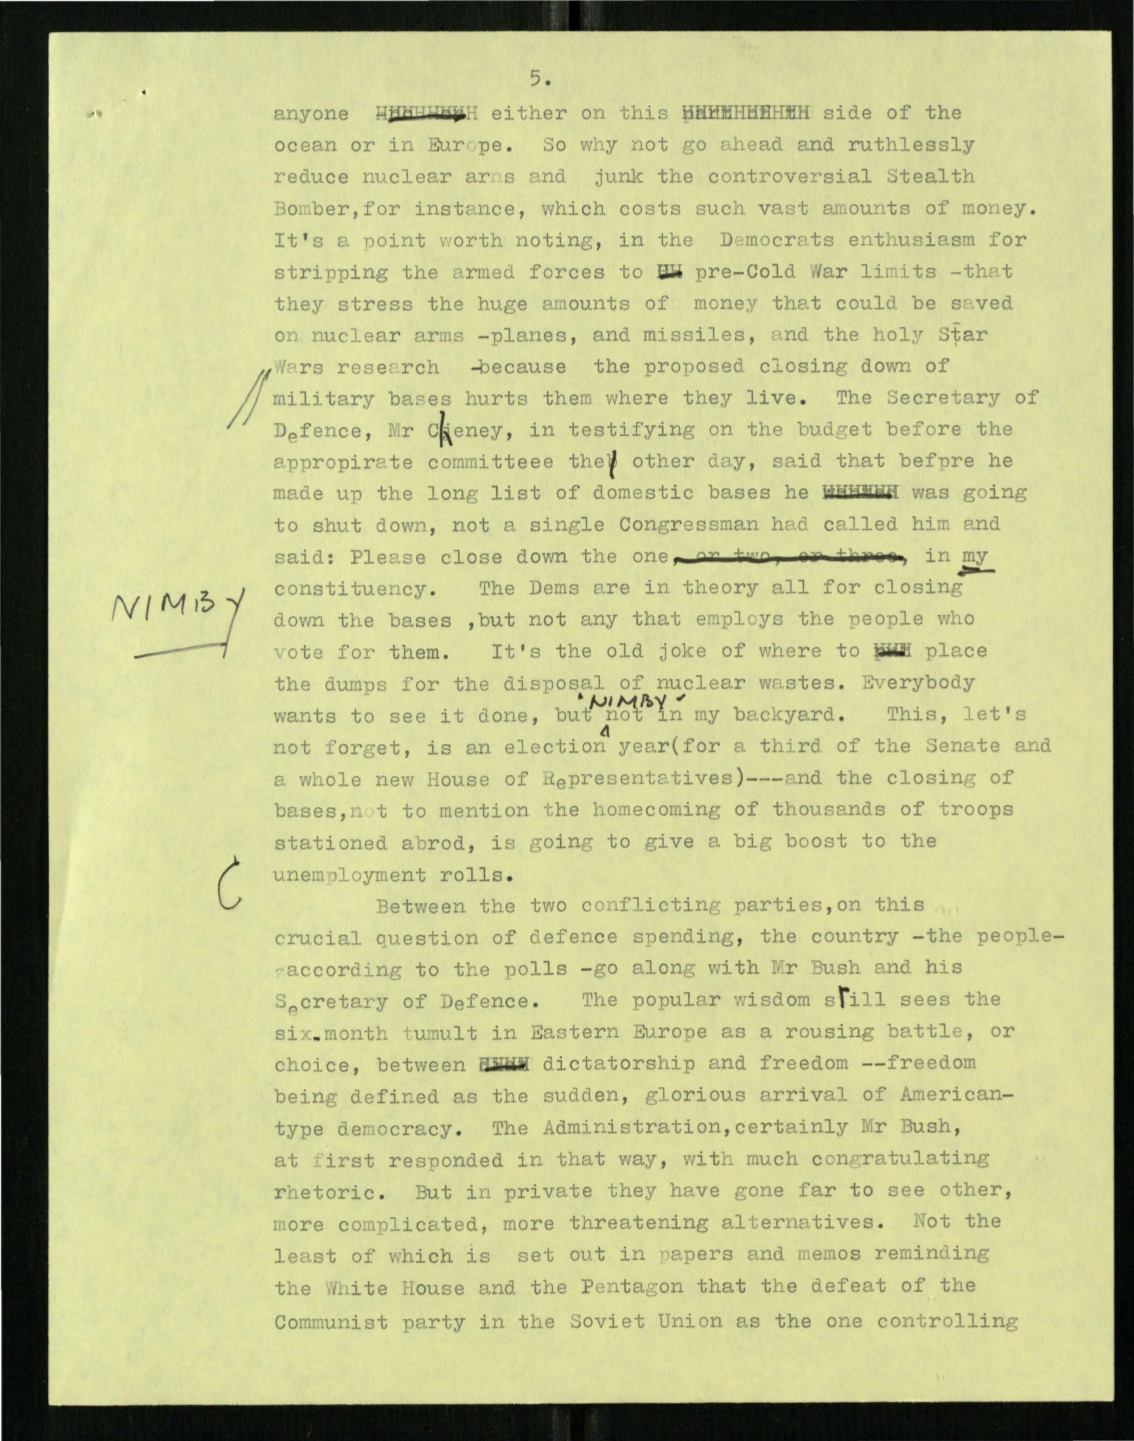 5.
anyone either on this side of the
ocean or in Europe. So why not go ahead and ruthlessly
reduce nuclear arms and junk the controversial Stealth
Bomber,for instance, which costs such vast amounts of money.
It's a point worth noting, in the Democrats enthusiasm for
stripping the armed forces to pre-Cold War limits -that
they stress the huge amounts of money that could be saved
on nuclear arms -planes, and missiles, and the holy Star
Wars research -because the proposed closing down of
military bases hurts them where they live. The Secretary of
Defence, Mr Cheney, in testifying on the budget before the
appropirate committeee the other day, said that befpre he
made up the long list of domestic bases he was going
to shut down, not a single Congressman had called him and
said: Please close down the one, or two, or three, in my
constituency. The Dems are in theory all for closing
NIMBY
down the bases ,but not any that employs the people who
vote for them. It's the old joke of where to place
the dumps for the disposal of nuclear wastes. Everybody
"NIMBY"
wants to see it done, but not in my backyard. This, let's
not forget, is an election year(for a third of the Senate and
a whole new House of Representatives)---and the closing of
bases,not to mention the homecoming of thousands of troops
stationed abrod, is going to give a big boost to the
unemployment rolls.
Between the two conflicting parties,on this
crucial question of defence spending, the country -the people-
-according to the polls -go along with Mr Bush and his
Secretary of Defence. The popular wisdom still sees the
six-month tumult in Eastern Europe as a rousing battle, or
choice, between dictatorship and freedom --freedom
being defined as the sudden, glorious arrival of American-
type democracy. The Administration,certainly Mr Bush,
at first responded in that way, with much congratulating
rhetoric. But in private they have gone far to see other,
more complicated, more threatening alternatives. Not the
least of which is set out in papers and memos reminding
the White House and the Pentagon that the defeat of the
Communist party in the Soviet Union as the one controlling